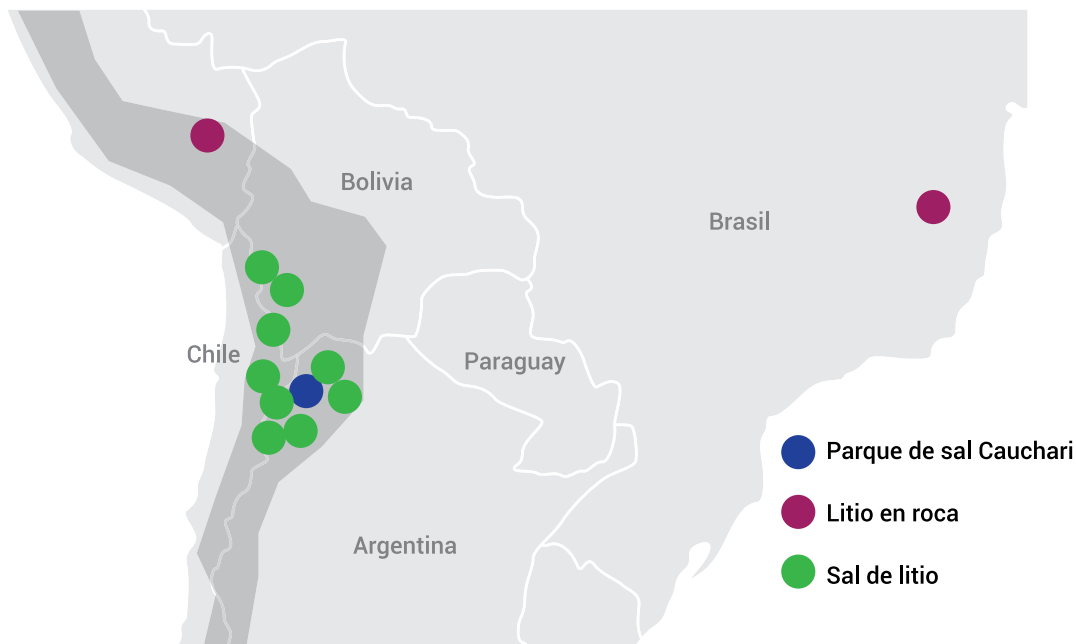 Bolivia
Brasil
Chile
Paraguay
Argentina
Parque de sal Cauchari
Litio en roca
Sal de litio